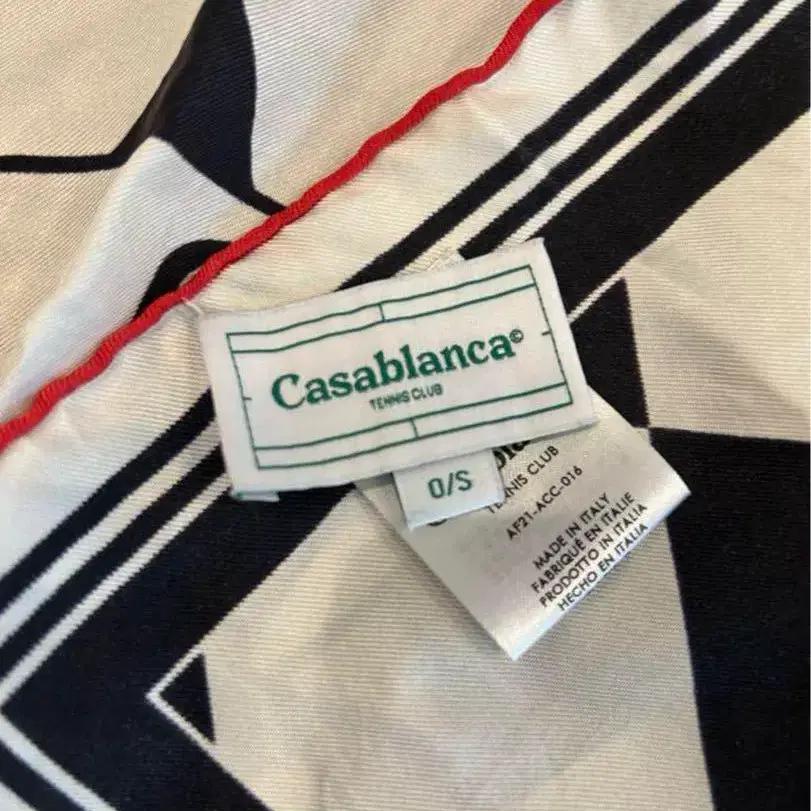 Casablanca©
TENNIS CLUB
O/S
TENNIS CLUB
AF21-ACC-016
MADE IN ITALY
FABRIQUÉ EN ITALIE
PRODOTTO IN ITALIA
HECHO EN ITALIA